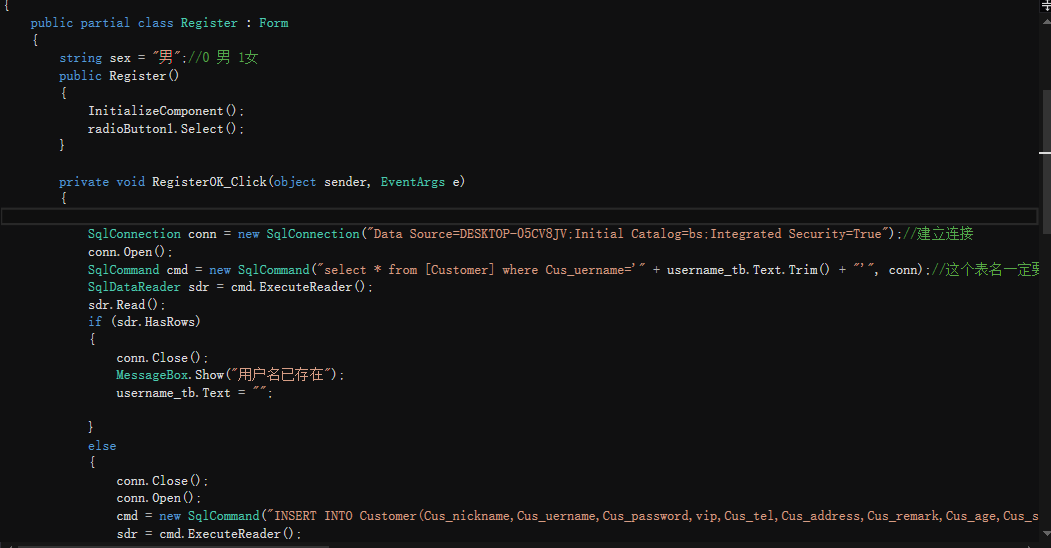 {
public partial class Register : Form
{
string sex = "男";//0 男 1女
public Register()
{
InitializeComponent();
radioButton1.Select();
}
private void RegisterOK_Click(object sender, EventArgs e)
{
SqlConnection conn = new SqlConnection("Data Source=DESKTOP-O5CV8JV;Initial Catalog=bs;Integrated Security=True");//建立连接
conn.Open();
SqlCommand cmd = new SqlCommand("select * from [Customer] where Cus_uername='" + username_tb.Text.Trim() + "'", conn);//这个表名一定要
SqlDataReader sdr = cmd.ExecuteReader();
sdr.Read();
if (sdr.HasRows)
{
conn.Close();
MessageBox.Show("用户名已存在");
username_tb.Text = "";
}
else
{
conn.Close();
conn.Open();
cmd = new SqlCommand("INSERT INTO Customer(Cus_nickname,Cus_uername,Cus_password,vip,Cus_tel,Cus_address,Cus_remark,Cus_age,Cus_s
sdr = cmd.ExecuteReader();